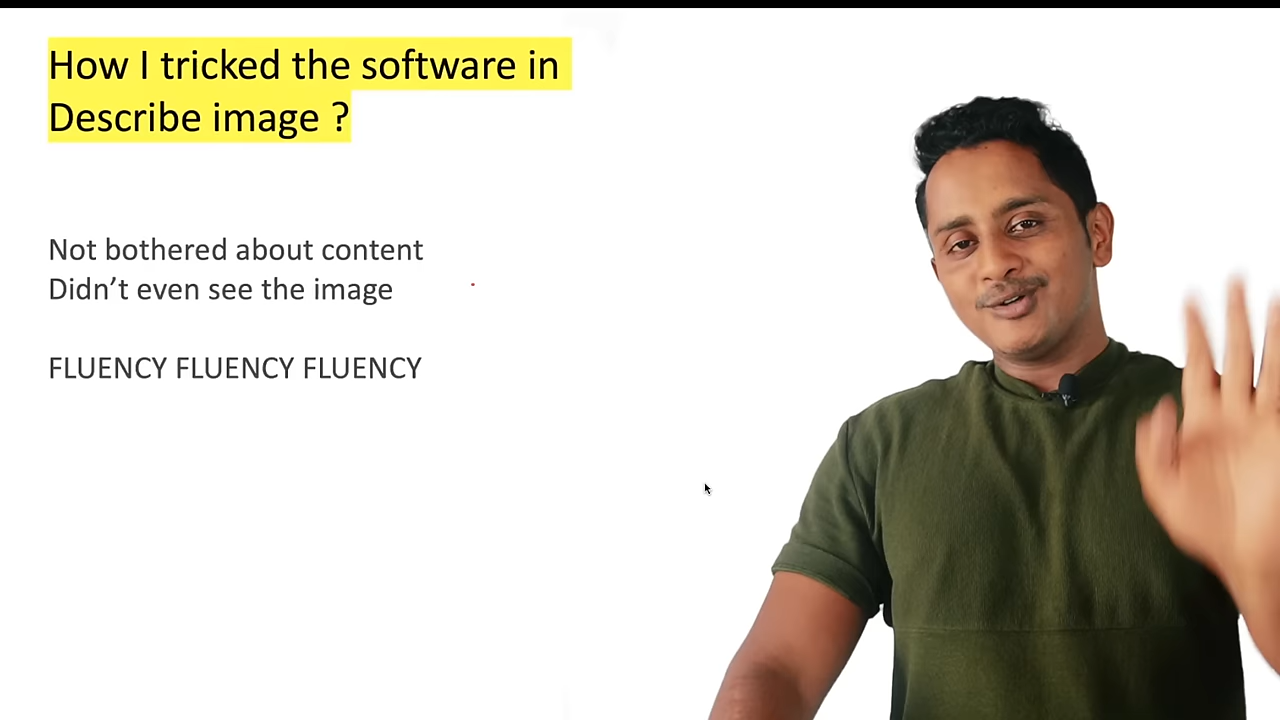 How I tricked the software in
Describe image ?
Not bothered about content
Didn’t even see the image
FLUENCY FLUENCY FLUENCY